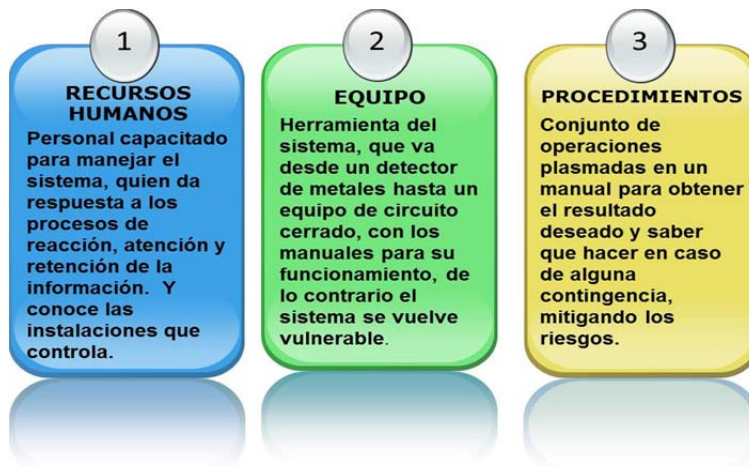 1
RECURSOS
HUMANOS
Personal capacitado
para manejar el
sistema, quien da
respuesta a los
procesos de
reacción, atención y
retención de la
información.  Y
conoce las
instalaciones que
controla.
2
EQUIPO
Herramienta del
sistema, que va
desde un detector
de metales hasta un
equipo de circuito
cerrado, con los
manuales para su
funcionamiento, de
lo contrario el
sistema se vuelve
vulnerable.
3
PROCEDIMIENTOS
Conjunto de
operaciones
plasmadas en un
manual para obtener
el resultado
deseado y saber
que hacer en caso
de alguna
contingencia,
mitigando los
riesgos.